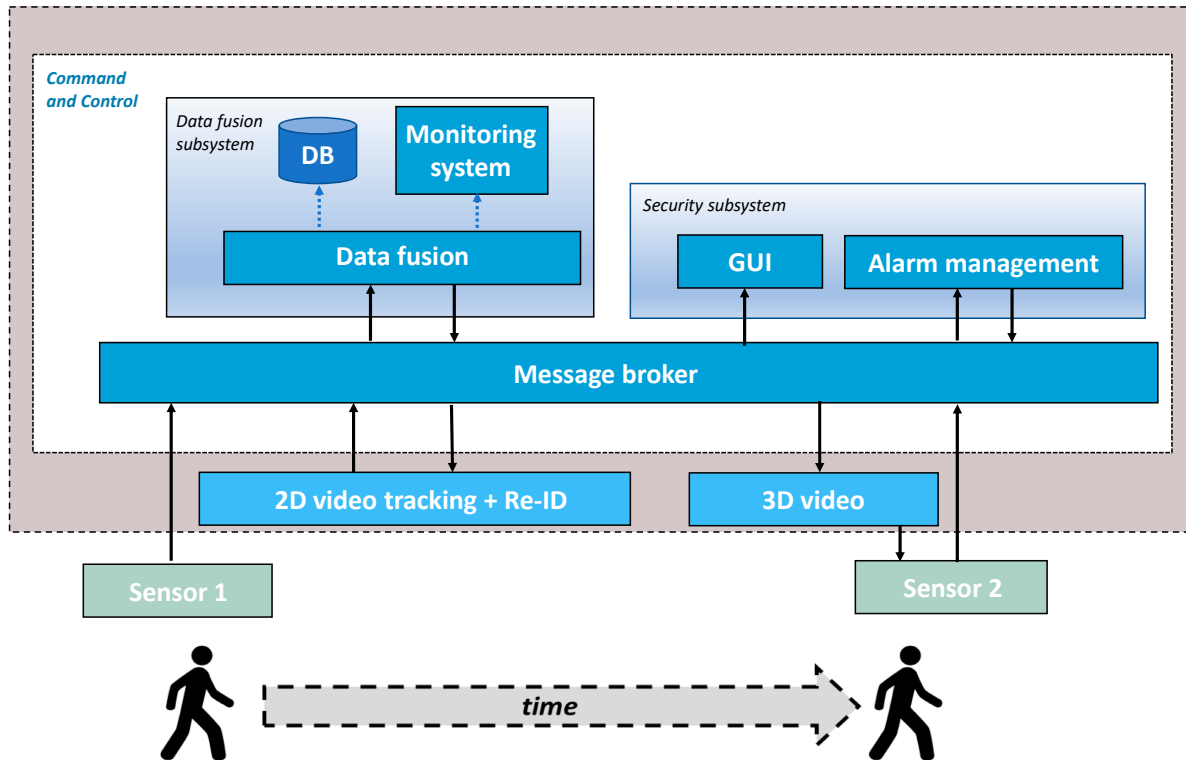 Command
and Control
Data fusion
subsystem
DB
Monitoring
system
Data fusion
Security subsystem
GUI
Alarm management
Message broker
2D video tracking + Re-ID
3D video
Sensor 1
Sensor 2
time